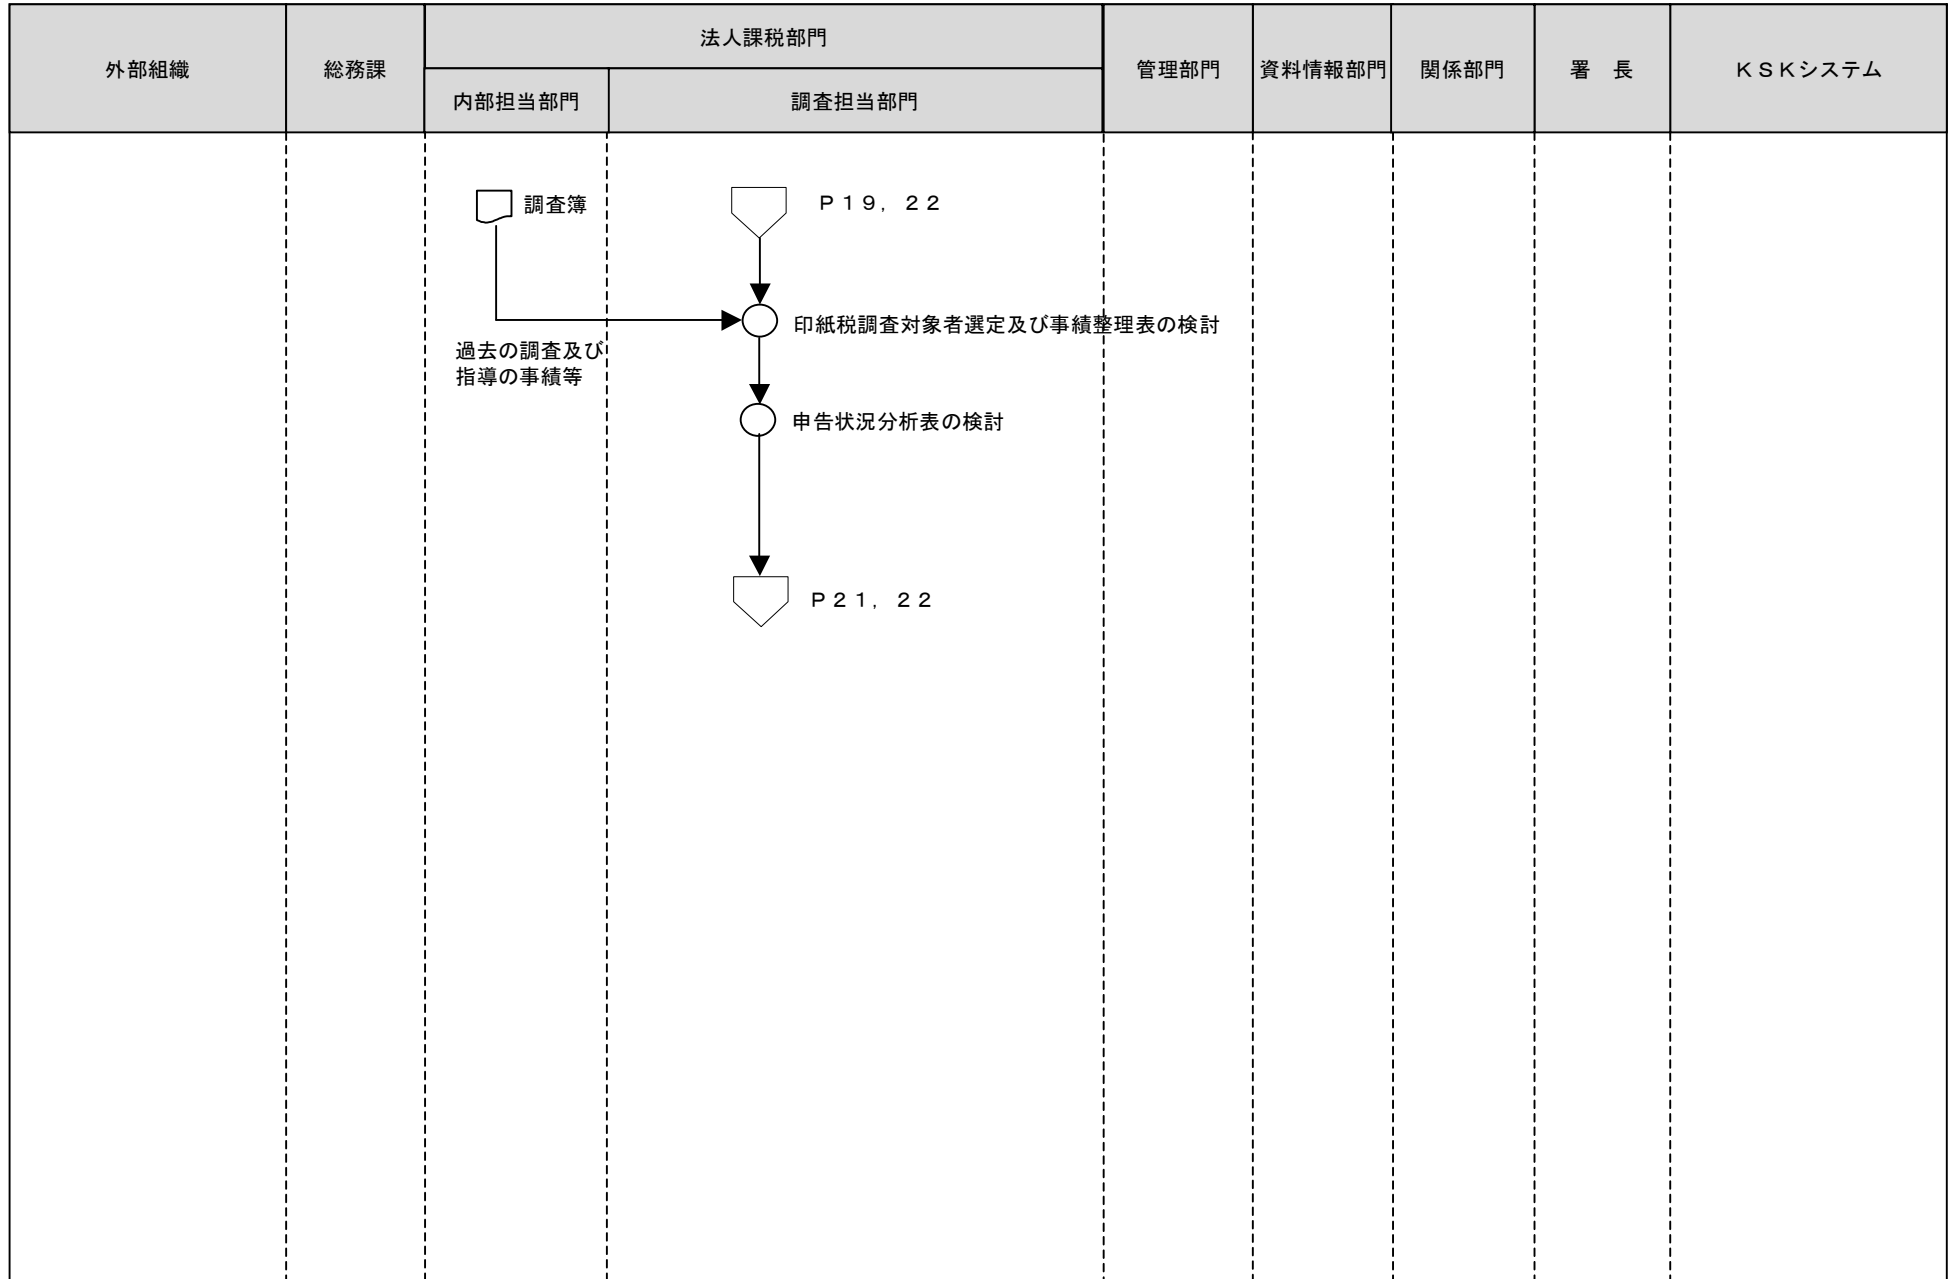 外部組織
総務課
法人課税部門
内部担当部門
調査担当部門
管理部門
資料情報部門
関係部門
署　長
ＫＳＫシステム
調査簿
Ｐ１９，２２
印紙税調査対象者選定及び事績整理表の検討
過去の調査及び
指導の事績等
申告状況分析表の検討
Ｐ２１，２２